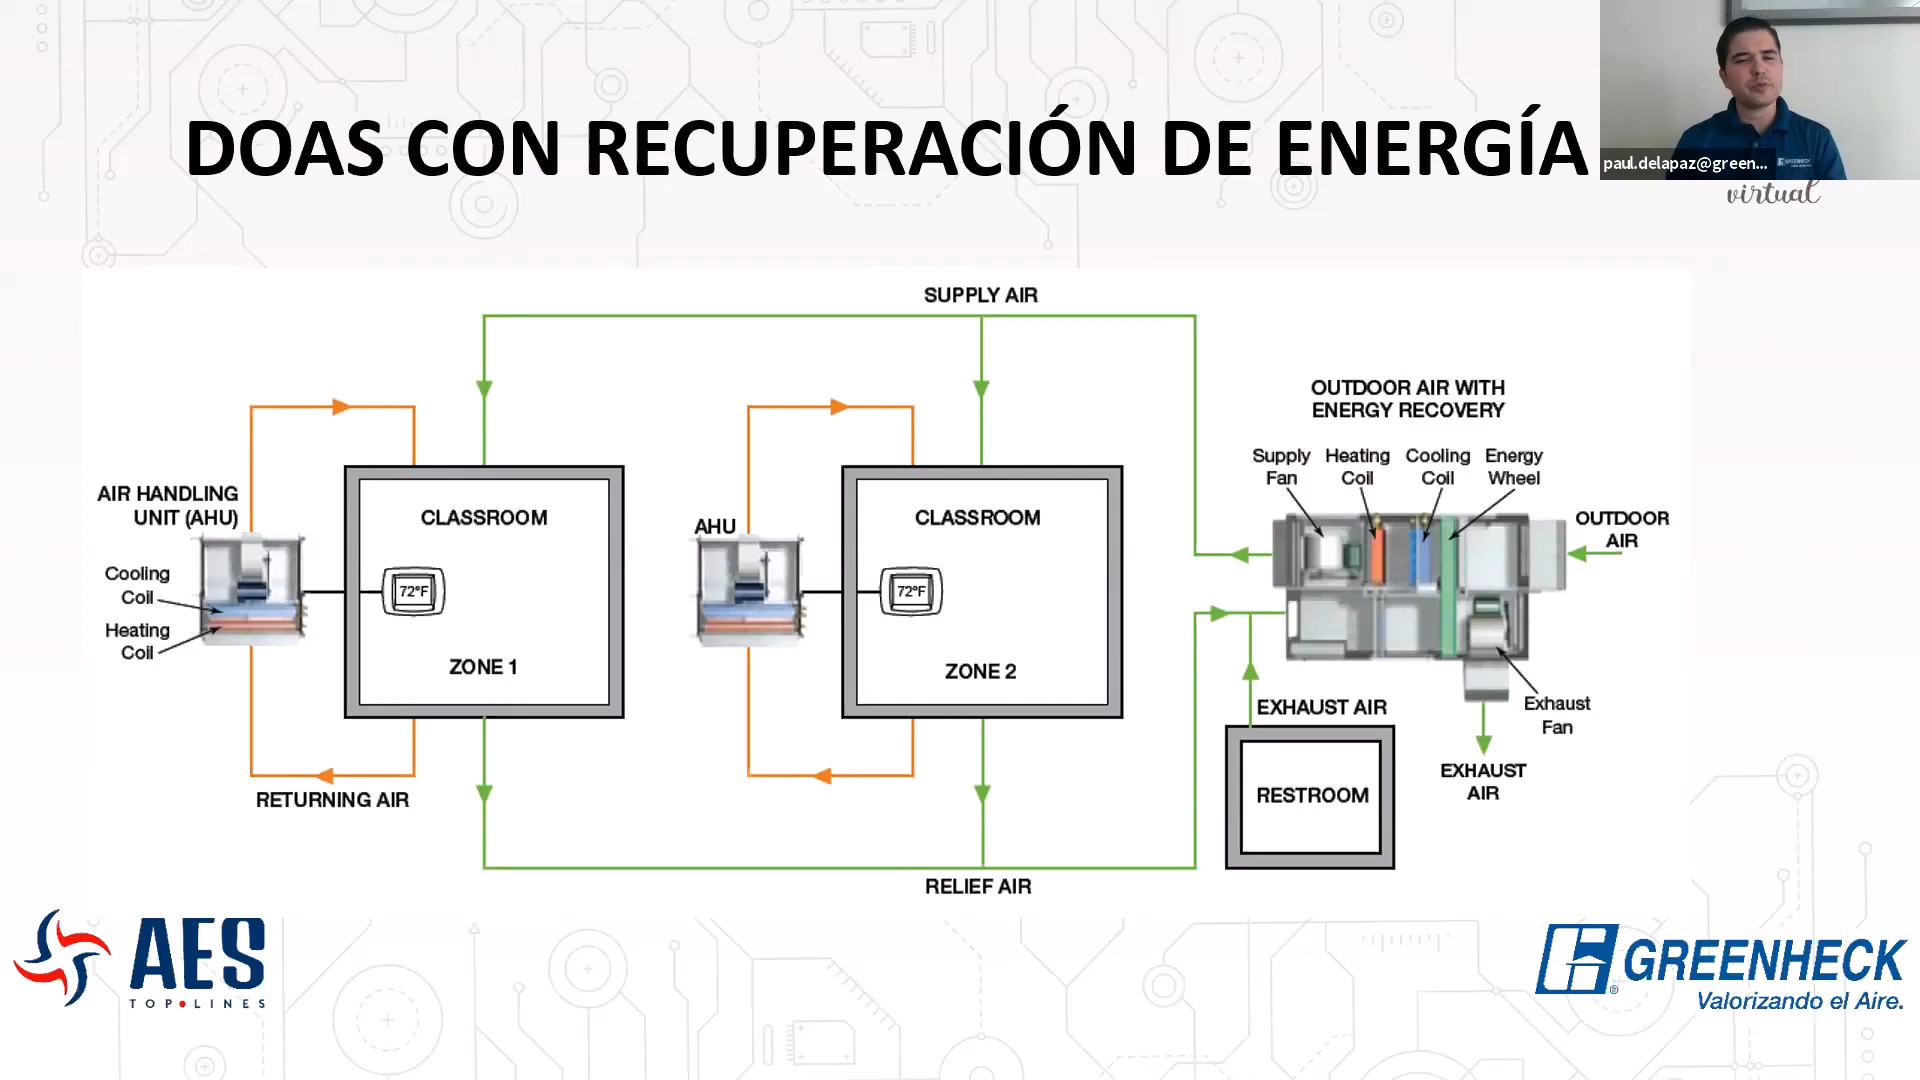 DOAS CON RECUPERACIÓN DE ENERGÍA
paul.delapaz@green...
GREENHECK
virtual
SUPPLY AIR
OUTDOOR AIR WITH
ENERGY RECOVERY
Supply
Fan
Heating
Coil
Cooling
Coil
Energy
Wheel
OUTDOOR
AIR
AIR HANDLING
UNIT (AHU)
Cooling
Coil
Heating
Coil
CLASSROOM
72°F
ZONE 1
AHU
CLASSROOM
72°F
ZONE 2
RETURNING AIR
EXHAUST AIR
RESTROOM
Exhaust
Fan
EXHAUST
AIR
RELIEF AIR
AES
TOP•LINES
GREENHECK
®
Valorizando el Aire.